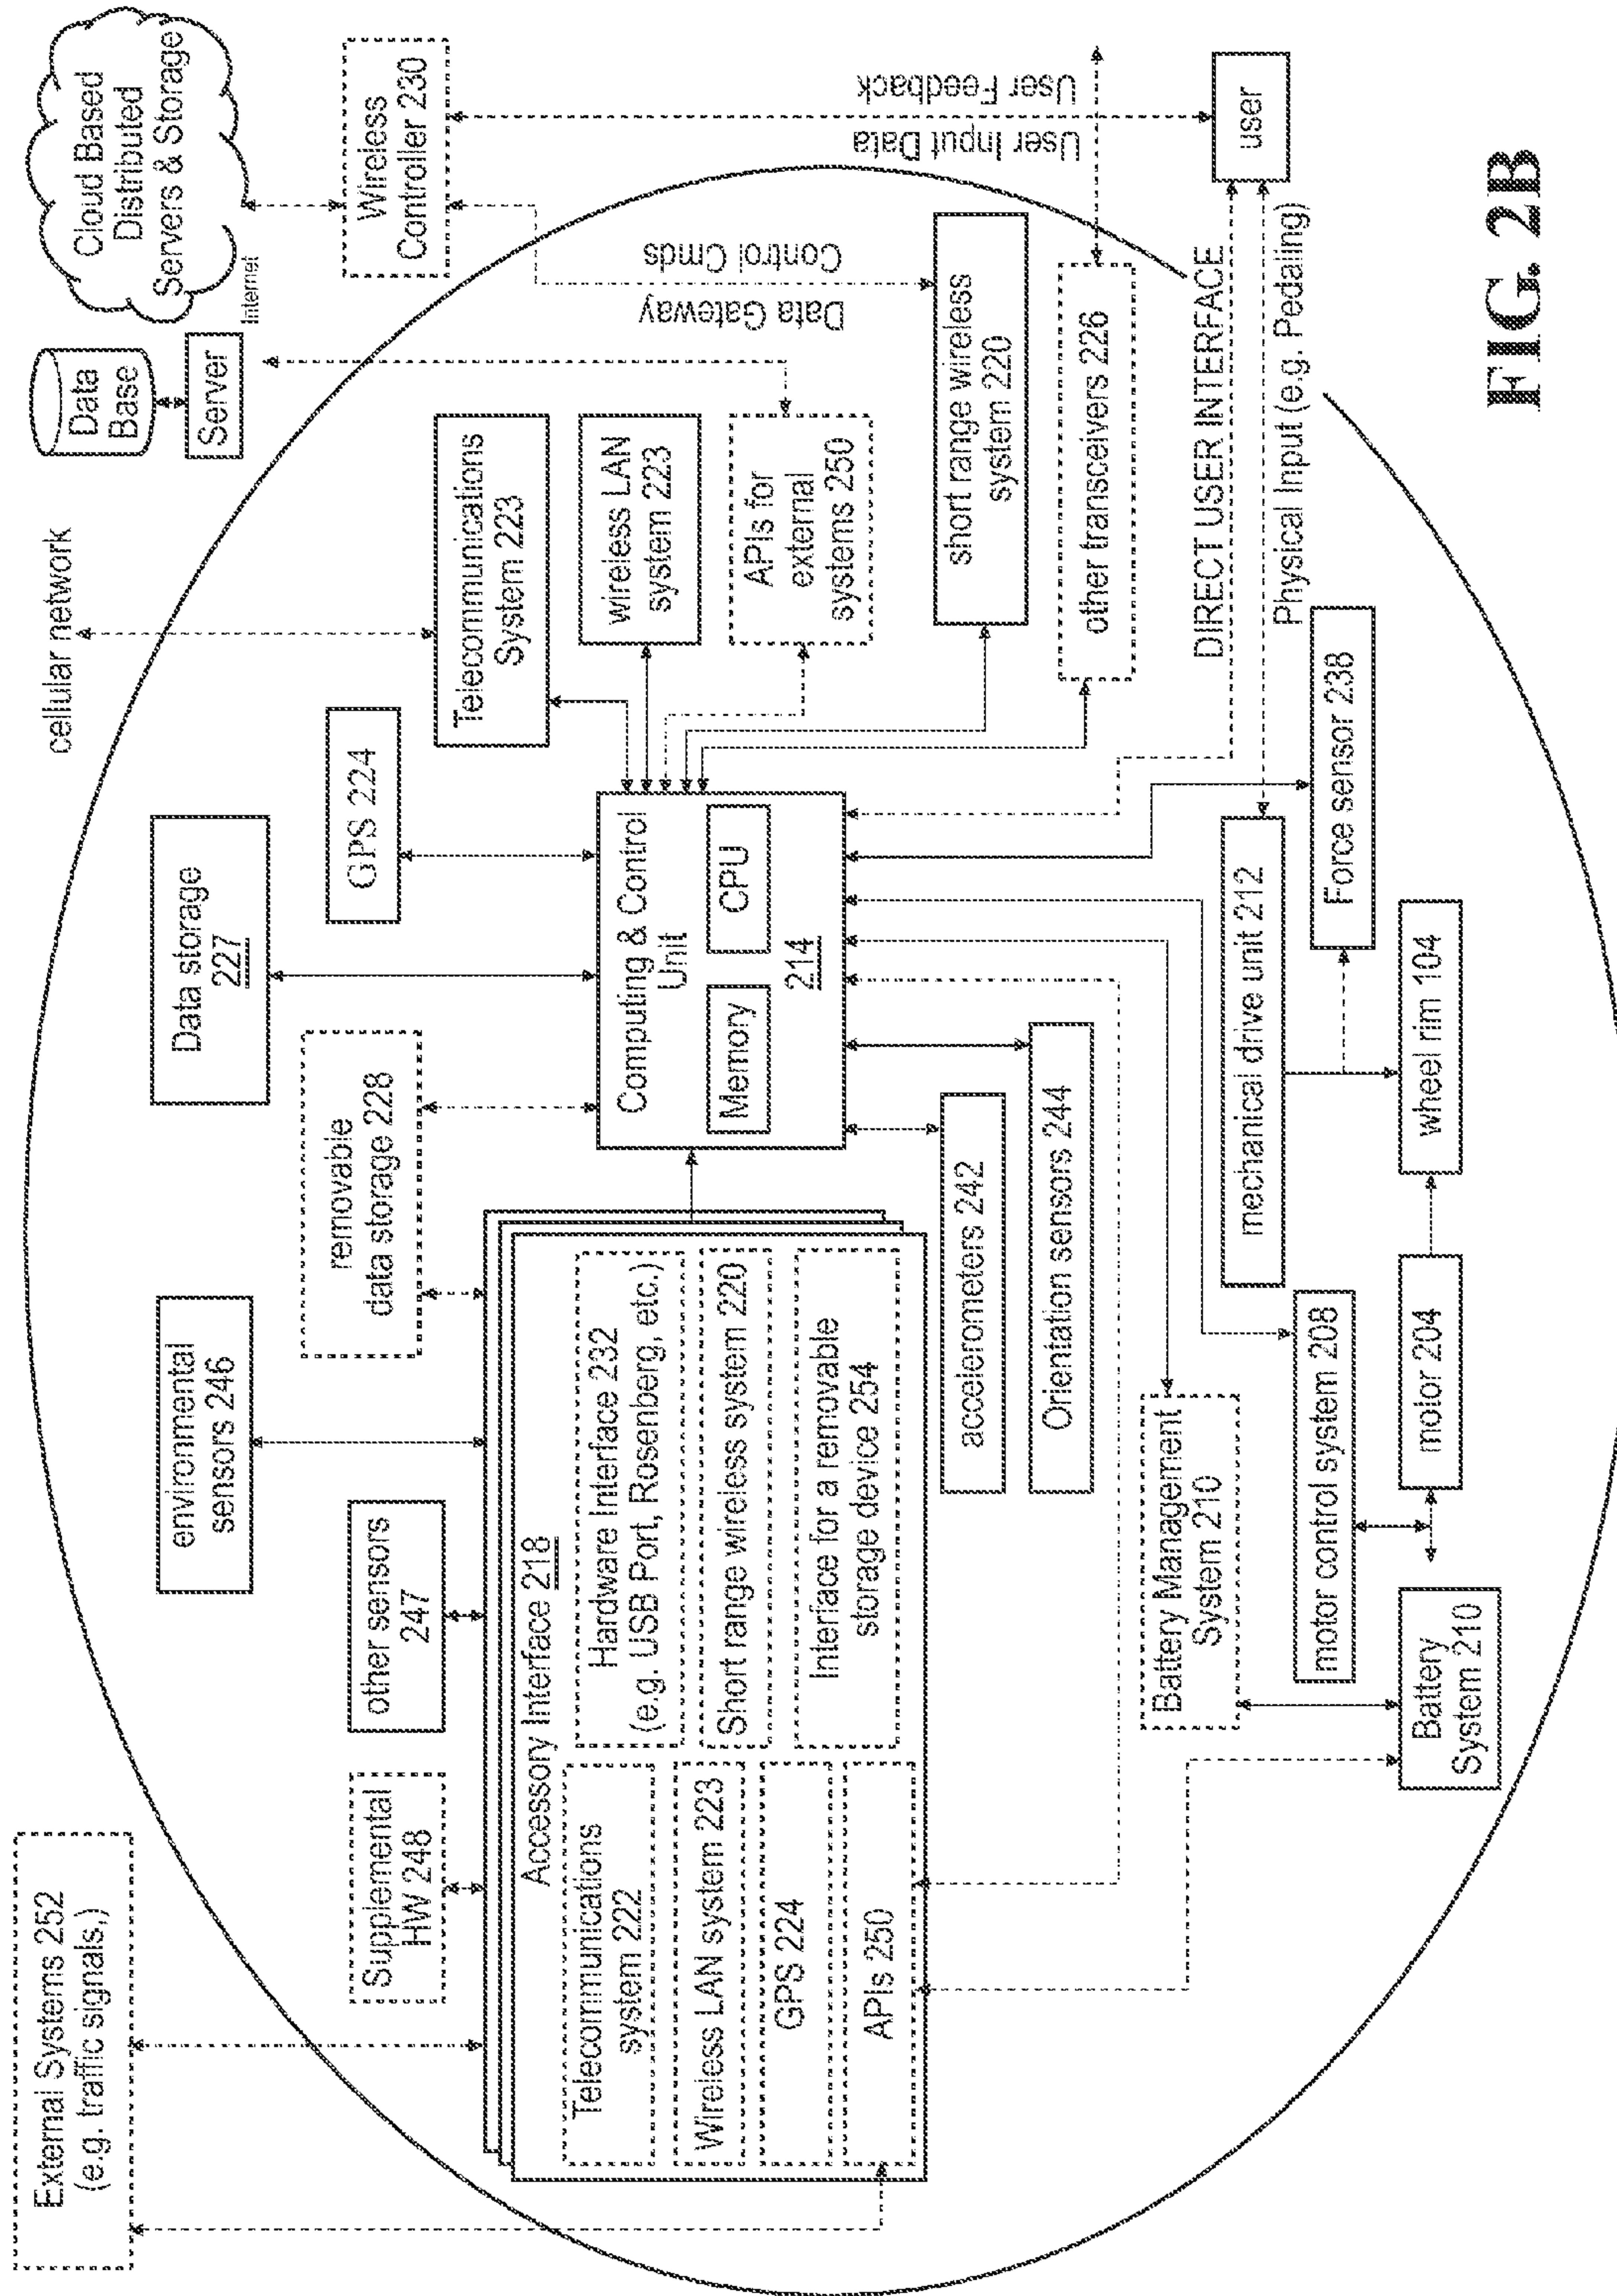 External Systems 252
(e.g. traffic signals,)
cellular network
Data
Base
Server
Cloud Based
Distributed
Servers & Storage
Internet
Supplemental
HW 248
other sensors
247
environmental
sensors 246
removable
data storage 228
Data storage
227
GPS 224
Telecommunications
System 223
wireless LAN
system 223
APIs for
external
systems 250
short range wireless
system 220
other transceivers 226
Wireless
Controller 230
Data Gateway
Control Cmds
User Input Data
User Feedback
user
DIRECT USER INTERFACE
Physical Input (e.g. Pedaling)
Accessory Interface 218
Telecommunications
system 222
Wireless LAN system 223
GPS 224
APIs 250
Hardware Interface 232
(e.g. USB Port, Rosenberg, etc.)
Short range wireless system 220
Interface for a removable
storage device 254
Computing & Control
Unit
Memory
CPU
214
accelerometers 242
Orientation sensors 244
Battery Management
System 210
motor control system 208
mechanical drive unit 212
Force sensor 238
Battery
System 210
motor 204
wheel rim 104
FIG. 2B